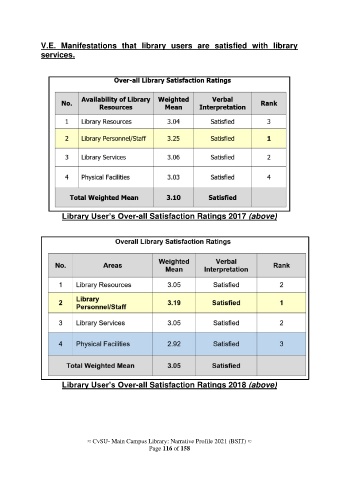 V.E. Manifestations that library users are satisfied with library
services.
Over-all Library Satisfaction Ratings
No. Availability of Library Resources Weighted Mean Verbal Interpretation Rank
1 Library Resources 3.04 Satisfied 3
2 Library Personnel/Staff 3.25 Satisfied 1
3 Library Services 3.06 Satisfied 2
4 Physical Facilities 3.03 Satisfied 4
Total Weighted Mean 3.10 Satisfied
Library User's Over-all Satisfaction Ratings 2017 (above)
Overall Library Satisfaction Ratings
No. Areas Weighted Mean Verbal Interpretation Rank
1 Library Resources 3.05 Satisfied 2
2 Library Personnel/Staff 3.19 Satisfied 1
3 Library Services 3.05 Satisfied 2
4 Physical Facilities 2.92 Satisfied 3
Total Weighted Mean 3.05 Satisfied
Library User's Over-all Satisfaction Ratings 2018 (above)
≈ CvSU- Main Campus Library: Narrative Profile 2021 (BSIT) ≈
Page 116 of 158